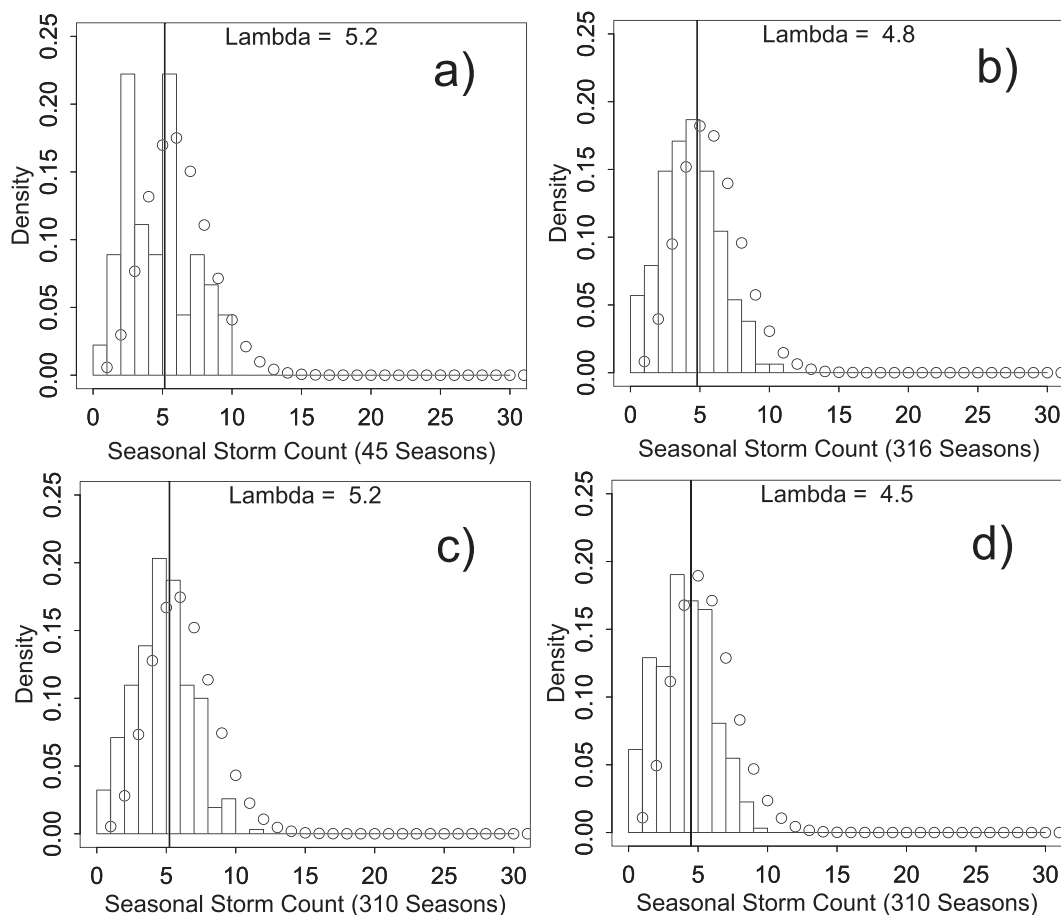 Lambda = 5.2
a)
0.25
0.20
0.15
0.10
0.05
0.00
Density
0 5 10 15 20 25 30
Seasonal Storm Count (45 Seasons)
Lambda = 4.8
b)
0.25
0.20
0.15
0.10
0.05
0.00
Density
0 5 10 15 20 25 30
Seasonal Storm Count (316 Seasons)
Lambda = 5.2
c)
0.25
0.20
0.15
0.10
0.05
0.00
Density
0 5 10 15 20 25 30
Seasonal Storm Count (310 Seasons)
Lambda = 4.5
d)
0.25
0.20
0.15
0.10
0.05
0.00
Density
0 5 10 15 20 25 30
Seasonal Storm Count (310 Seasons)